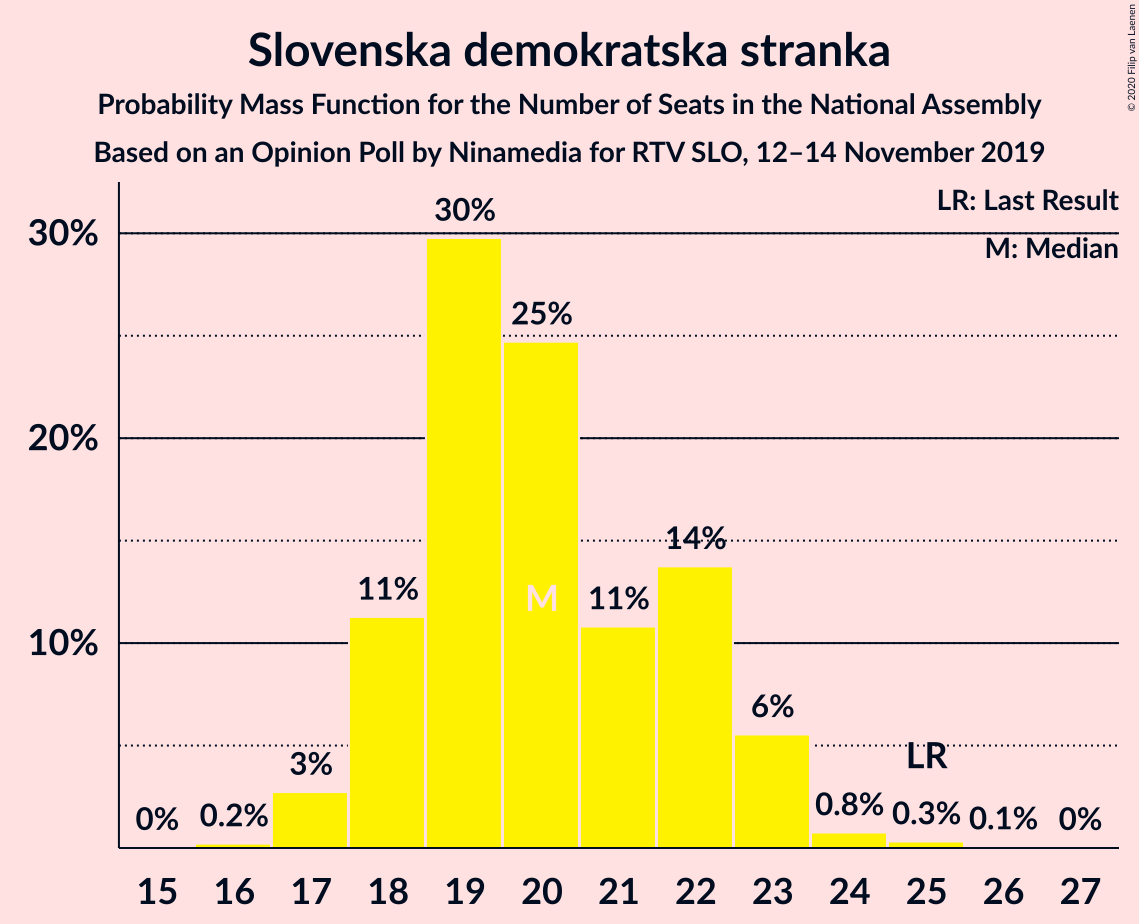 Slovenska demokratska stranka
Probability Mass Function for the Number of Seats in the National Assembly
Based on an Opinion Poll by Ninamedia for RTV SLO, 12–14 November 2019
© 2020 Filip van Laenen
LR: Last Result
M: Median
30%
20%
10%
0%
0.2%
3%
11%
30%
25%
M
11%
14%
6%
0.8%
LR
0.3%
0.1%
0%
15 16 17 18 19 20 21 22 23 24 25 26 27